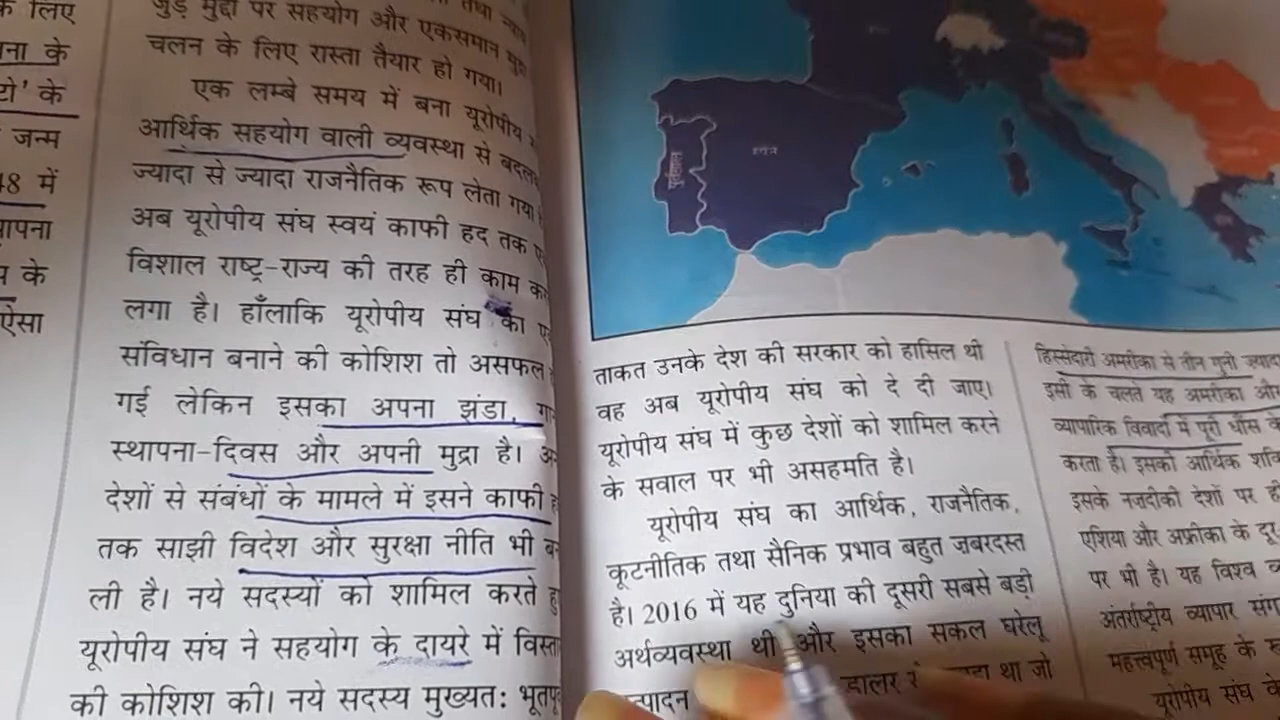 के लिए
ना के
टो' के
जन्म
48 में
ापना
के
ऐसा
जुड़े मुद्दों पर सहयोग और एकसमान मुद्रा
चलन के लिए रास्ता तैयार हो गया।
एक लम्बे समय में बना यूरोपीय
आर्थिक सहयोग वाली व्यवस्था से बदल
ज्यादा से ज्यादा राजनैतिक रूप लेता गया
अब यूरोपीय संघ स्वयं काफी हद तक
विशाल राष्ट्र-राज्य की तरह ही काम कर
लगा है। हाँलाकि यूरोपीय संघ का
संविधान बनाने की कोशिश तो असफल
गई लेकिन इसका अपना झंडा, गा
स्थापना-दिवस और अपनी मुद्रा है।
देशों से संबंधों के मामले में इसने काफी
तक साझी विदेश और सुरक्षा नीति भी
ली है। नये सदस्यों को शामिल करते
यूरोपीय संघ ने सहयोग के दायरे में विस्ता
की कोशिश की। नये सदस्य मुख्यत: भूतपू
पुर्तगाल
स्पेन
ताकत उनके देश की सरकार को हासिल थी
वह अब यूरोपीय संघ को दे दी जाए।
यूरोपीय संघ में कुछ देशों को शामिल करने
के सवाल पर भी असहमति है।
यूरोपीय संघ का आर्थिक, राजनैतिक,
कूटनीतिक तथा सैनिक प्रभाव बहुत जबरदस्त
है। 2016 में यह दुनिया की दूसरी सबसे बड़ी
अर्थव्यवस्था थी और इसका सकल घरेलू
त्पादन डालर था जो
हिस्सेदारी अमरीका से तीन गुनी ज्यादा
इसी के चलते यह अमरीका और
व्यापारिक विवादों में पूरी धौंस के
करता है। इसकी आर्थिक शक्ति
इसके नजदीकी देशों पर ही
एशिया और अफ्रीका के दूर
पर भी है। यह विश्व
अंतर्राष्ट्रीय व्यापार संग
महत्त्वपूर्ण समूह के
यूरोपीय संघ के